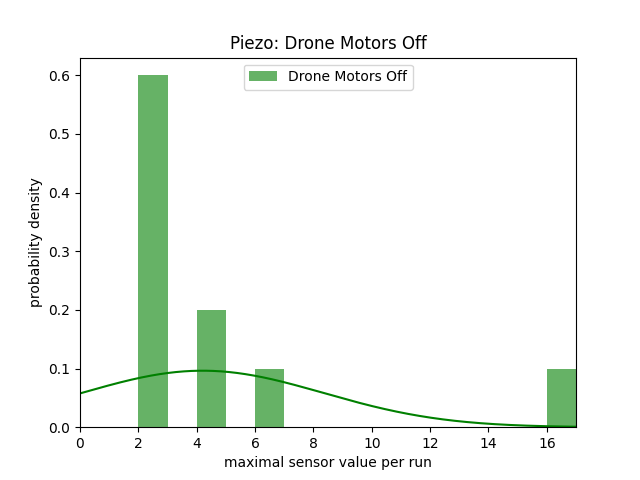 Piezo: Drone Motors Off
Drone Motors Off
probability density
0.6
0.5
0.4
0.3
0.2
0.1
0.0
0 2 4 6 8 10 12 14 16
maximal sensor value per run